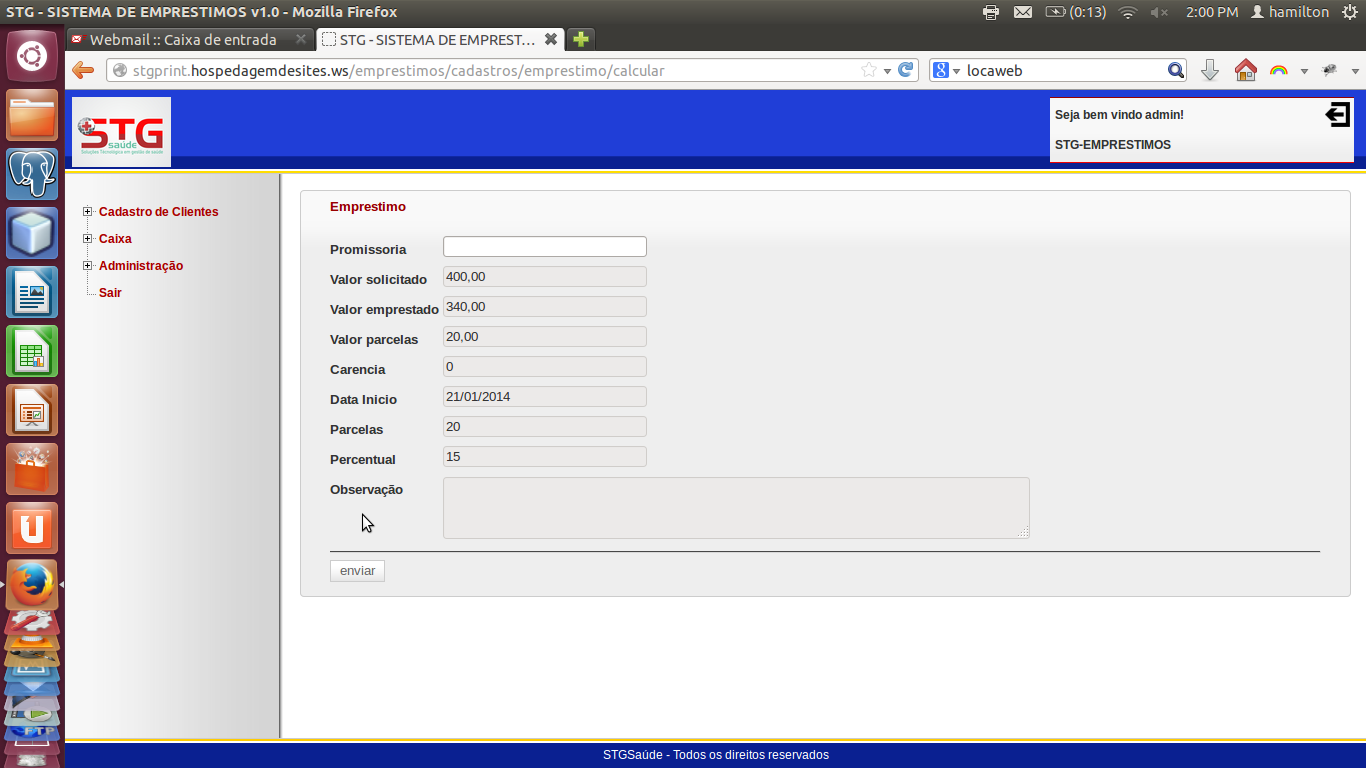 STG - SISTEMA DE EMPRESTIMOS v1.0 - Mozilla Firefox
(0:13) 2:00 PM hamilton
Webmail :: Caixa de entrada
STG - SISTEMA DE EMPREST...
stgprint.hospedagemdesites.ws/emprestimos/cadastros/emprestimo/calcular
locaweb
STG
saúde
Seja bem vindo admin!
STG-EMPRESTIMOS
Cadastro de Clientes
Caixa
Administração
Sair
Emprestimo
Promissoria
Valor solicitado 400,00
Valor emprestado 340,00
Valor parcelas 20,00
Carencia 0
Data Inicio 21/01/2014
Parcelas 20
Percentual 15
Observação
enviar
FTP
STGSaúde - Todos os direitos reservados